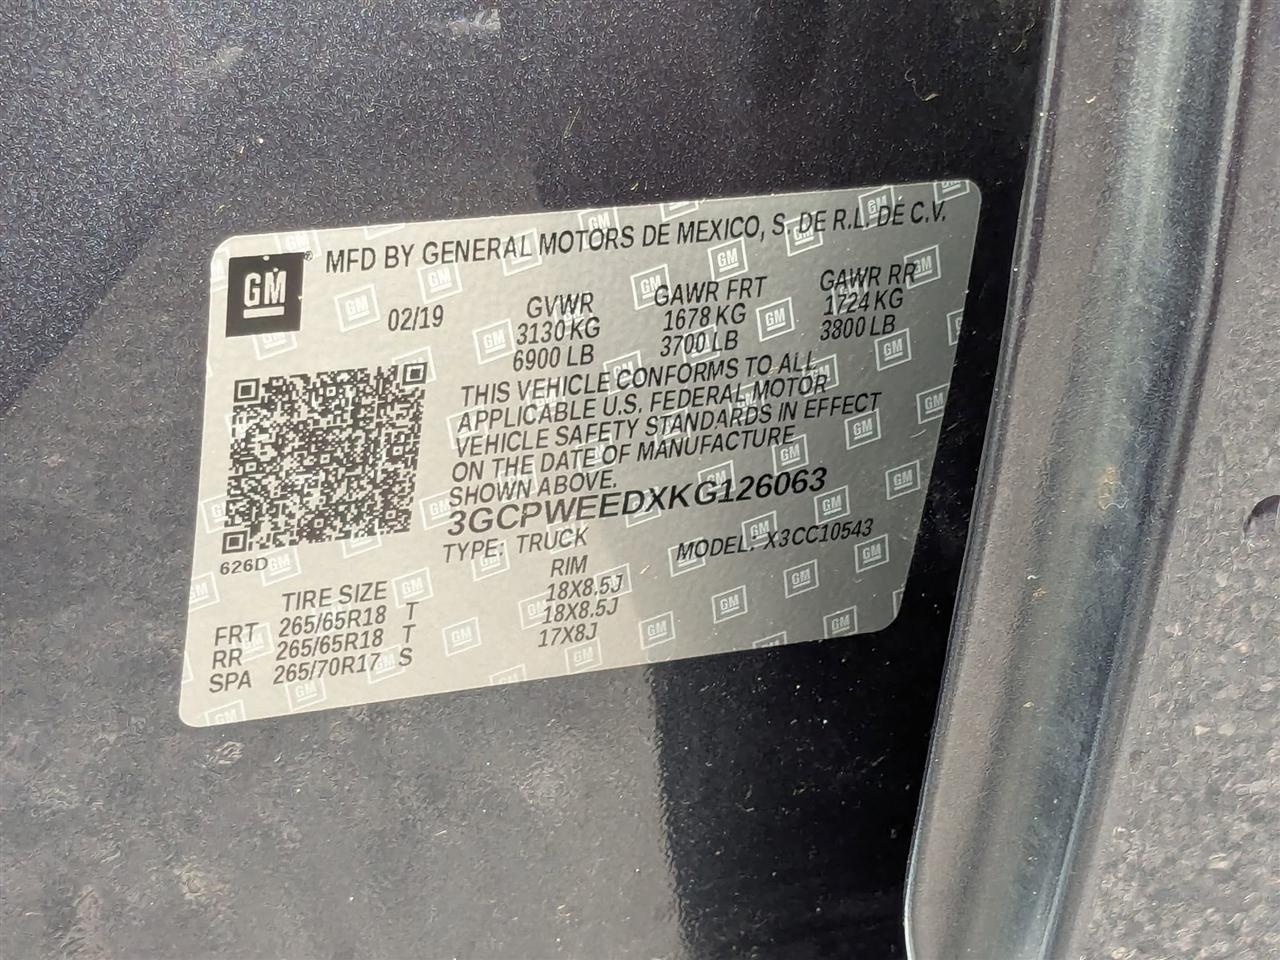 GM
MFD BY GENERAL MOTORS DE MEXICO, S. DE R.L. DE C.V.
02/19
GVWR GAWR FRT GAWR RR
3130 KG 1678 KG 1724 KG
6900 LB 3700 LB 3800 LB
THIS VEHICLE CONFORMS TO ALL
APPLICABLE U.S. FEDERAL MOTOR
VEHICLE SAFETY STANDARDS IN EFFECT
ON THE DATE OF MANUFACTURE
SHOWN ABOVE.
3GCPWEEDXKG126063
626D
TYPE: TRUCK MODEL: X3CC10543
TIRE SIZE RIM
FRT 265/65R18 T 18X8.5J
RR 265/65R18 T 18X8.5J
SPA 265/70R17 S 17X8J